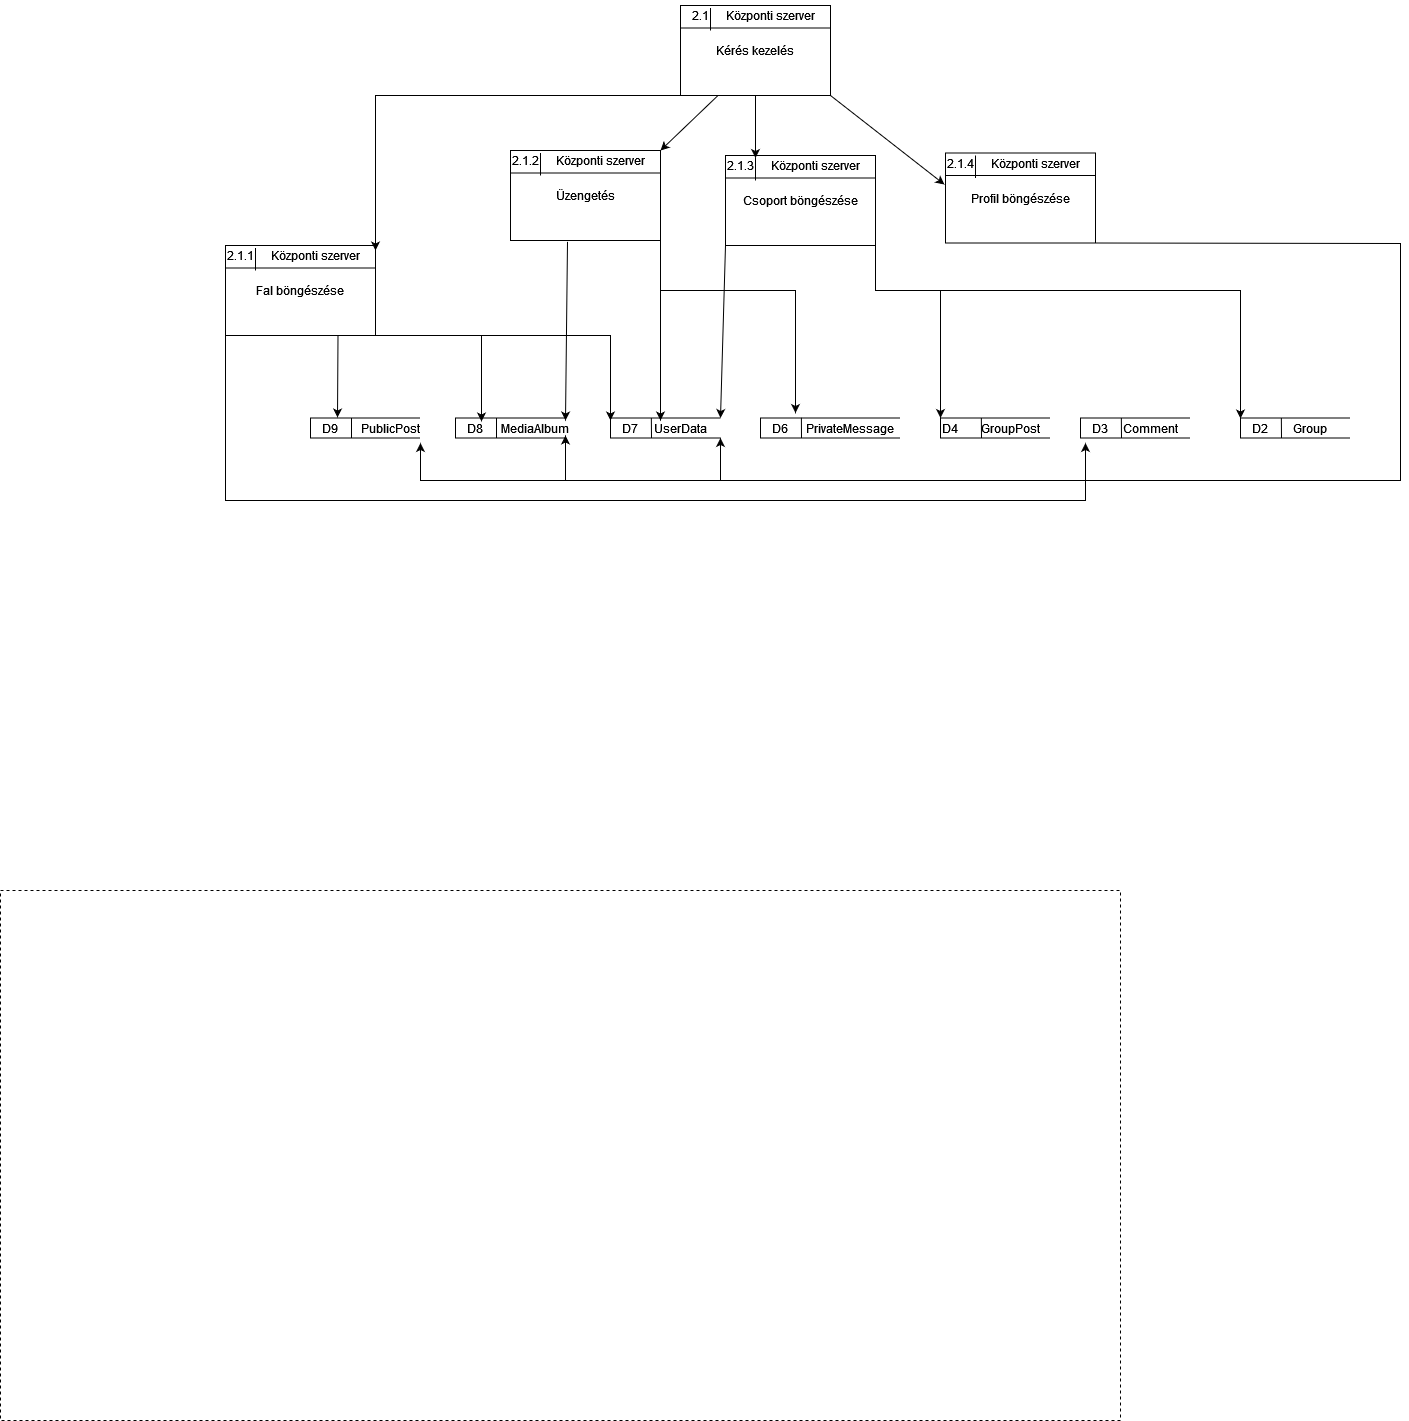 2.1 Központi szerver
Kérés kezelés
2.1.2 Központi szerver
Üzengetés
2.1.3 Központi szerver
Csoport böngészése
2.1.4 Központi szerver
Profil böngészése
2.1.1 Központi szerver
Fal böngészése
D9 PublicPost
D8 MediaAlbum
D7 UserData
D6 PrivateMessage
D4 GroupPost
D3 Comment
D2 Group